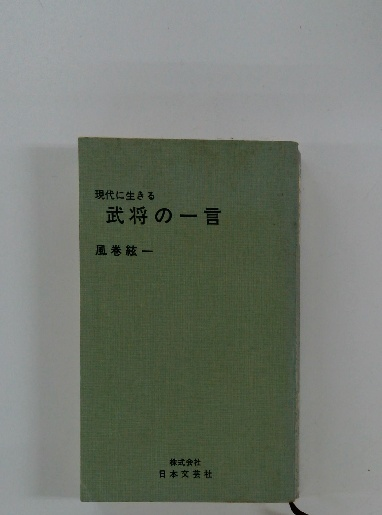 現代に生きる
武将の一言
風巻絃一
株式会社
日本文芸社